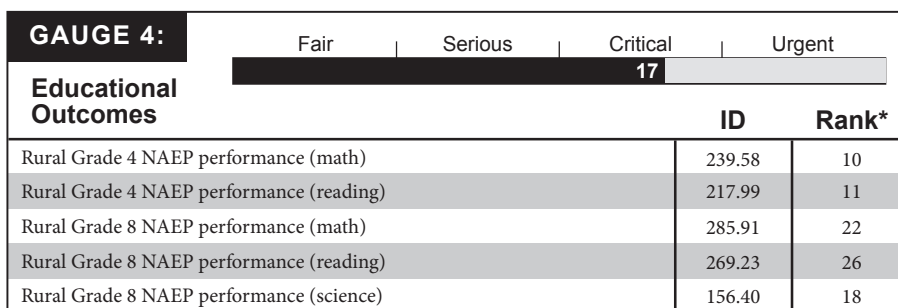 GAUGE 4:
Fair Serious Critical Urgent
17
Educational
Outcomes
ID Rank*
Rural Grade 4 NAEP performance (math) 239.58 10
Rural Grade 4 NAEP performance (reading) 217.99 11
Rural Grade 8 NAEP performance (math) 285.91 22
Rural Grade 8 NAEP performance (reading) 269.23 26
Rural Grade 8 NAEP performance (science) 156.40 18